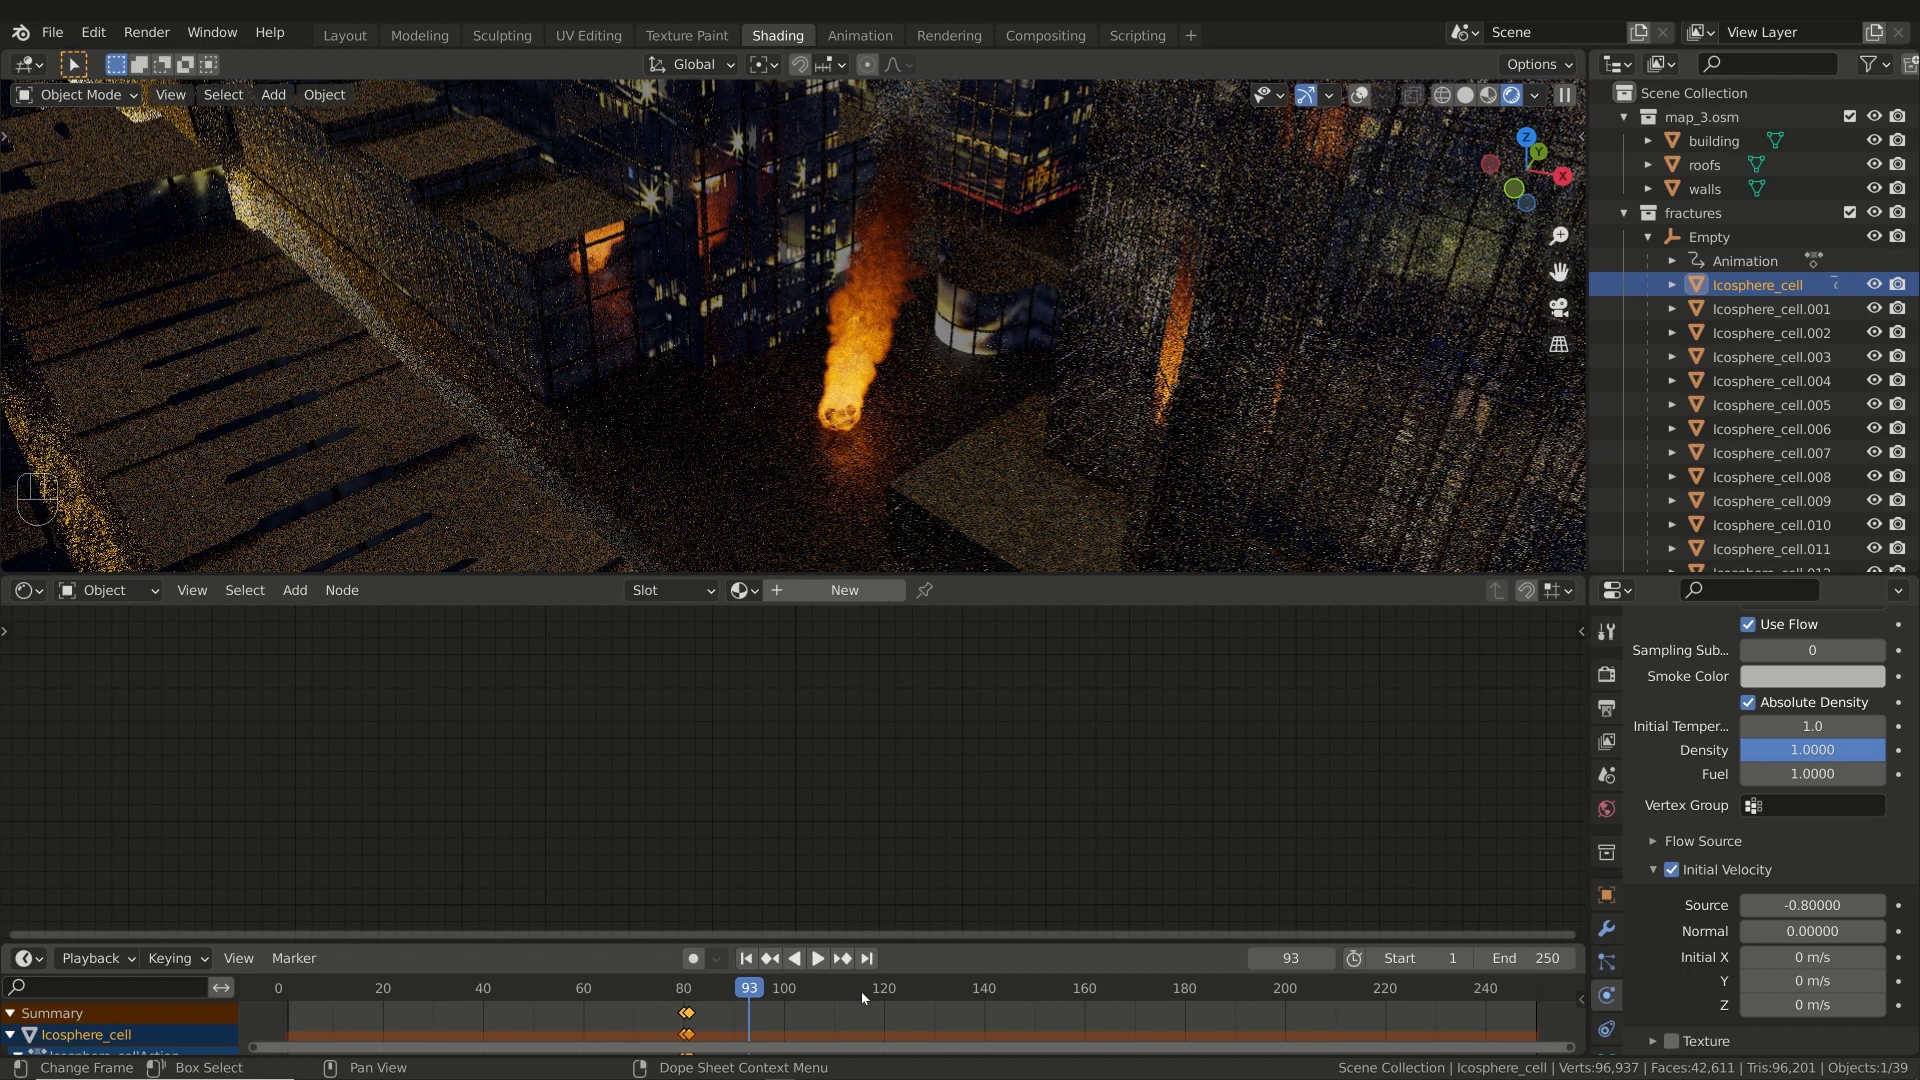 File Edit Render Window Help Layout Modeling Sculpting UV Editing Texture Paint Shading Animation Rendering Compositing Scripting + Scene View Layer
Global Options
Object Mode View Select Add Object
Z
Y
X
Scene Collection
map_3.osm
building
roofs
walls
fractures
Empty
Animation
Icosphere_cell
Icosphere_cell.001
Icosphere_cell.002
Icosphere_cell.003
Icosphere_cell.004
Icosphere_cell.005
Icosphere_cell.006
Icosphere_cell.007
Icosphere_cell.008
Icosphere_cell.009
Icosphere_cell.010
Icosphere_cell.011
Object View Select Add Node Slot New
Use Flow
Sampling Sub... 0
Smoke Color
Absolute Density
Initial Temper... 1.0
Density 1.0000
Fuel 1.0000
Vertex Group
Flow Source
Initial Velocity
Source -0.80000
Normal 0.00000
Initial X 0 m/s
Y 0 m/s
Z 0 m/s
Texture
Playback Keying View Marker 93 Start 1 End 250
0 20 40 60 80 93 100 120 140 160 180 200 220 240
Summary
Icosphere_cell
Icosphere_cellAction
Change Frame Box Select Pan View Dope Sheet Context Menu Scene Collection | Icosphere_cell | Verts:96,937 | Faces:42,611 | Tris:96,201 | Objects:1/39